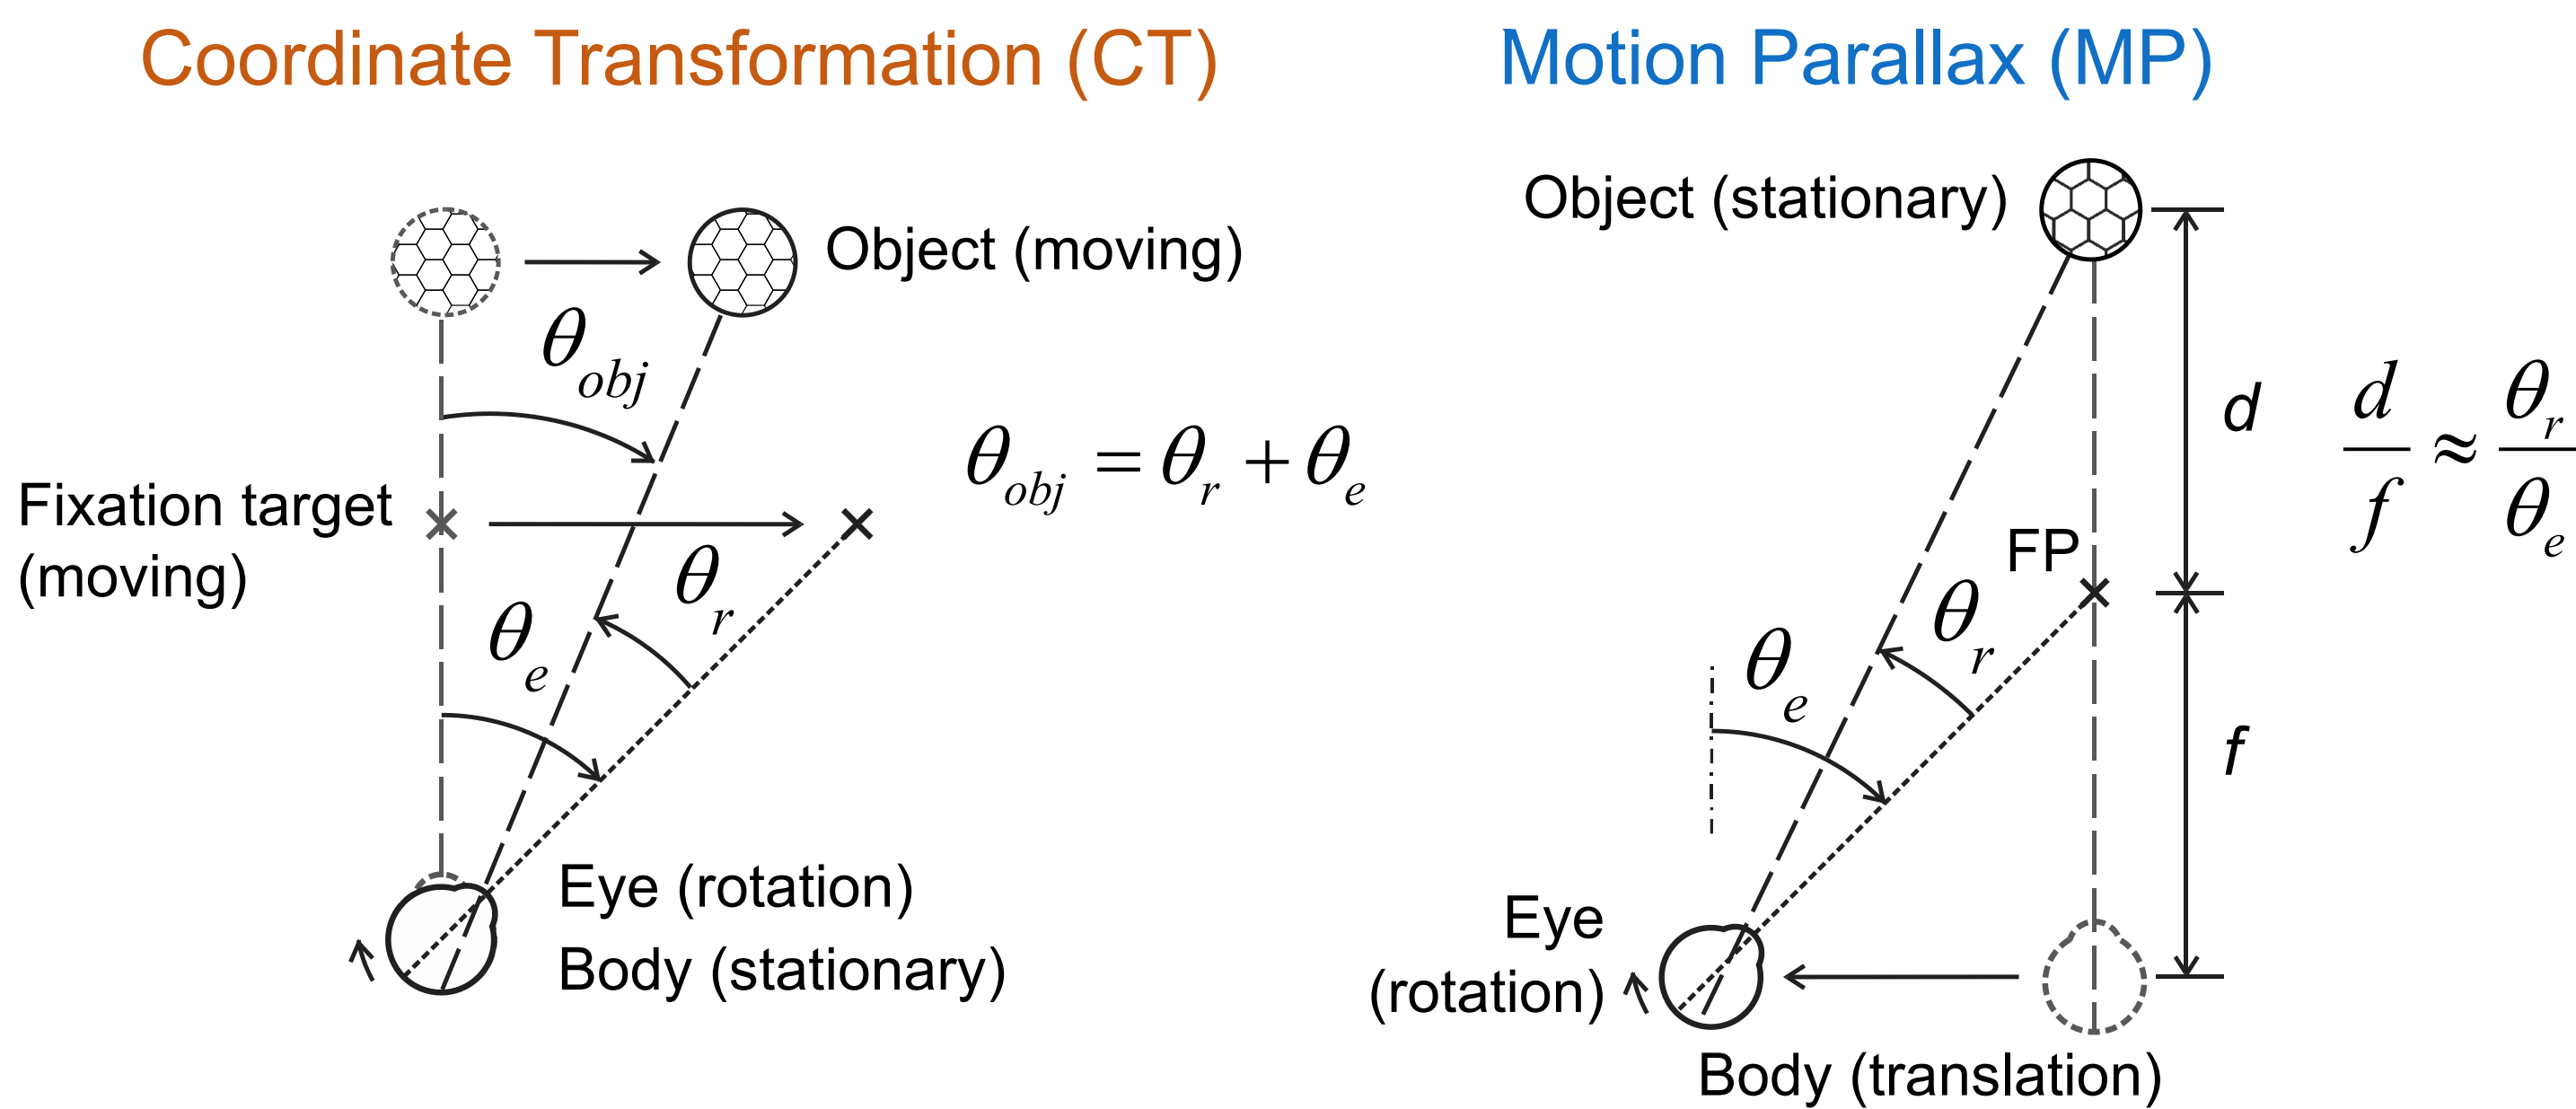 Coordinate Transformation (CT)
Object (moving)
θobj
Fixation target
(moving)
θobj = θr + θe
θr
θe
Eye (rotation)
Body (stationary)
Motion Parallax (MP)
Object (stationary)
d
d/f ≈ θr/θe
FP
θr
θe
f
Eye
(rotation)
Body (translation)